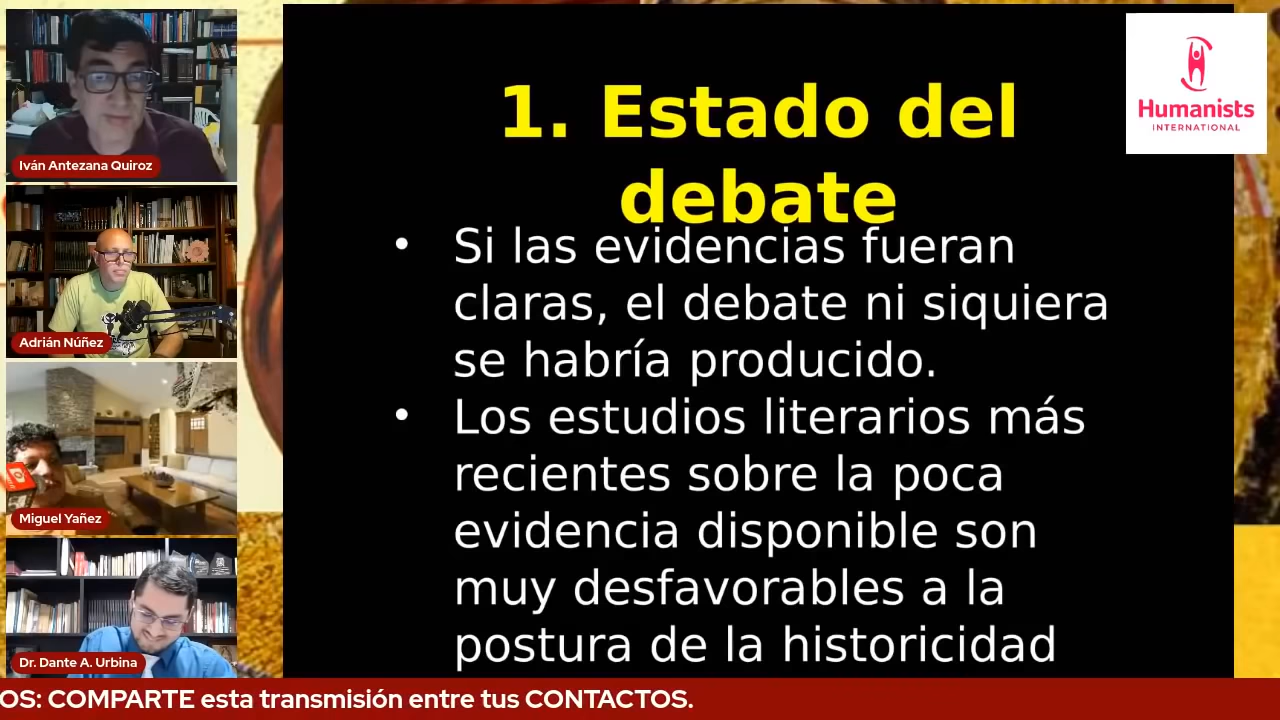 Iván Antezana Quiroz
Adrián Núñez
Miguel Yañez
Dr. Dante A. Urbina
1. Estado del
debate
• Si las evidencias fueran
claras, el debate ni siquiera
se habría producido.
• Los estudios literarios más
recientes sobre la poca
evidencia disponible son
muy desfavorables a la
postura de la historicidad
Humanists
INTERNATIONAL
OS: COMPARTE esta transmisión entre tus CONTACTOS.